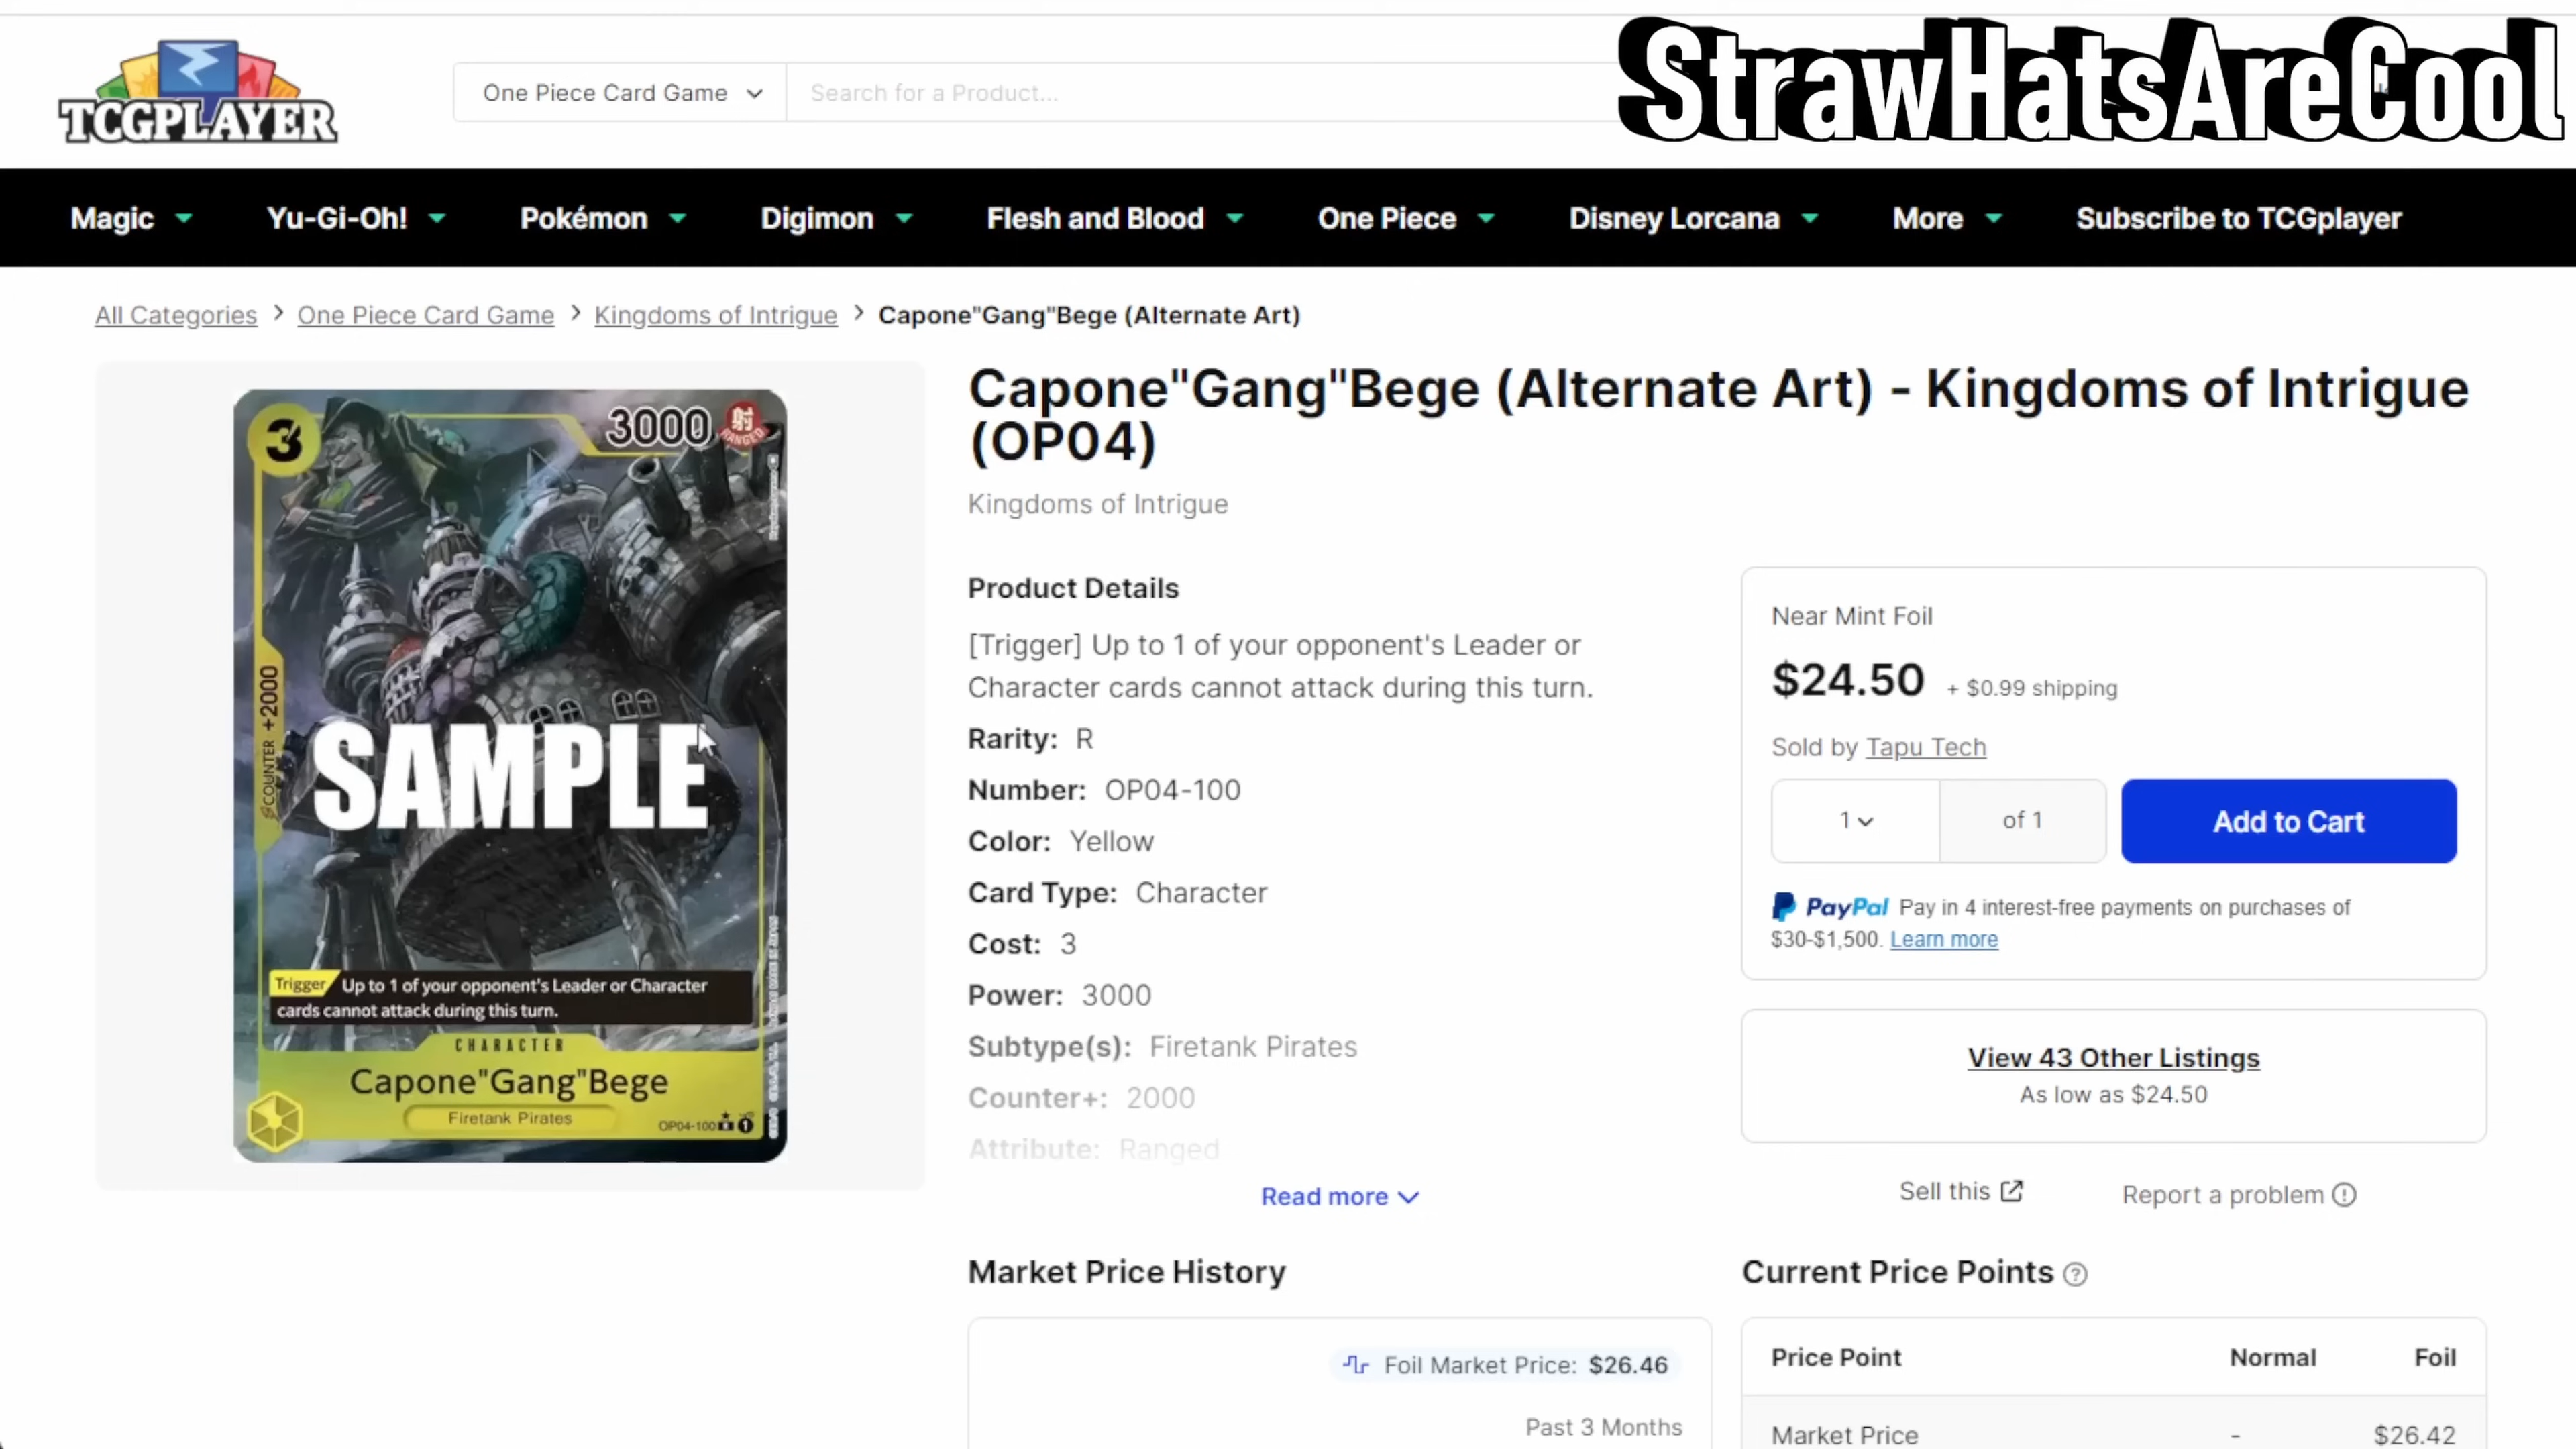 StrawHatsAreCool
TCGPLAYER
One Piece Card Game
Search for a Product...
Magic
Yu-Gi-Oh!
Pokémon
Digimon
Flesh and Blood
One Piece
Disney Lorcana
More
Subscribe to TCGplayer
All Categories > One Piece Card Game > Kingdoms of Intrigue > Capone"Gang"Bege (Alternate Art)
3
3000
射
RANGED
COUNTER +2000
SAMPLE
Trigger Up to 1 of your opponent's Leader or Character
cards cannot attack during this turn.
CHARACTER
Capone"Gang"Bege
Firetank Pirates
OP04-100 R 1
Capone"Gang"Bege (Alternate Art) - Kingdoms of Intrigue
(OP04)
Kingdoms of Intrigue
Product Details
[Trigger] Up to 1 of your opponent's Leader or
Character cards cannot attack during this turn.
Rarity: R
Number: OP04-100
Color: Yellow
Card Type: Character
Cost: 3
Power: 3000
Subtype(s): Firetank Pirates
Counter+: 2000
Attribute: Ranged
Read more
Near Mint Foil
$24.50 + $0.99 shipping
Sold by Tapu Tech
1
of 1
Add to Cart
PayPal Pay in 4 interest-free payments on purchases of
$30-$1,500. Learn more
View 43 Other Listings
As low as $24.50
Sell this
Report a problem
Market Price History
Foil Market Price: $26.46
Past 3 Months
Current Price Points
Price Point Normal Foil
Market Price - $26.42